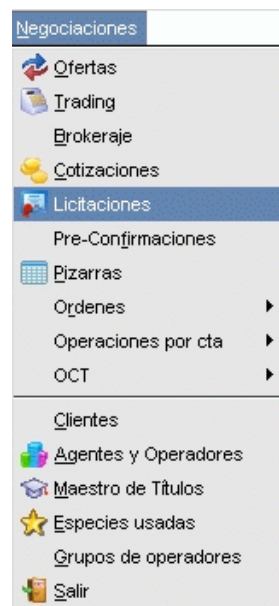 Negociaciones
Ofertas
Trading
Brokeraje
Cotizaciones
Licitaciones
Pre-Confirmaciones
Pizarras
Ordenes
Operaciones por cta
OCT
Clientes
Agentes y Operadores
Maestro de Títulos
Especies usadas
Grupos de operadores
Salir